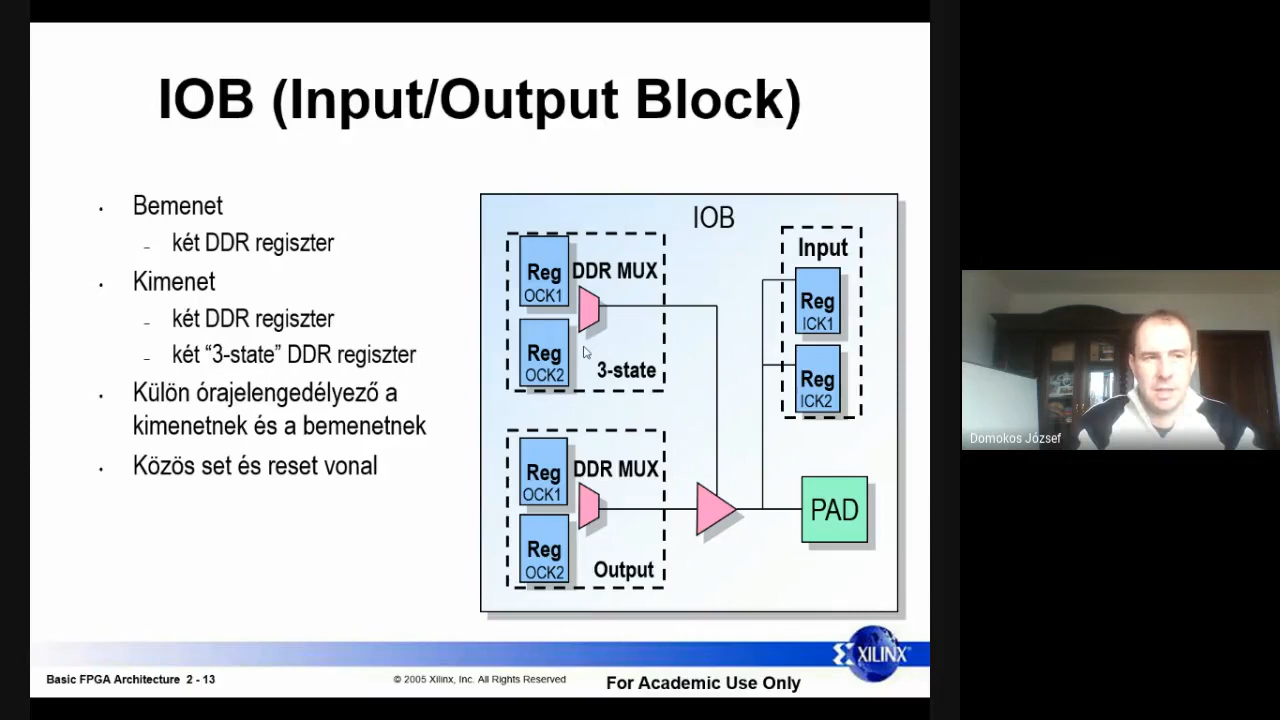 IOB (Input/Output Block)
Bemenet
két DDR regiszter
Kimenet
két DDR regiszter
két “3-state” DDR regiszter
Külön órajelengedélyező a
kimenetnek és a bemenetnek
Közös set és reset vonal
IOB
Reg
OCK1
DDR MUX
Reg
OCK2
3-state
Input
Reg
ICK1
Reg
ICK2
Reg
OCK1
DDR MUX
Reg
OCK2
Output
PAD
Domokos József
XILINX
Basic FPGA Architecture 2 - 13
© 2005 Xilinx, Inc. All Rights Reserved
For Academic Use Only